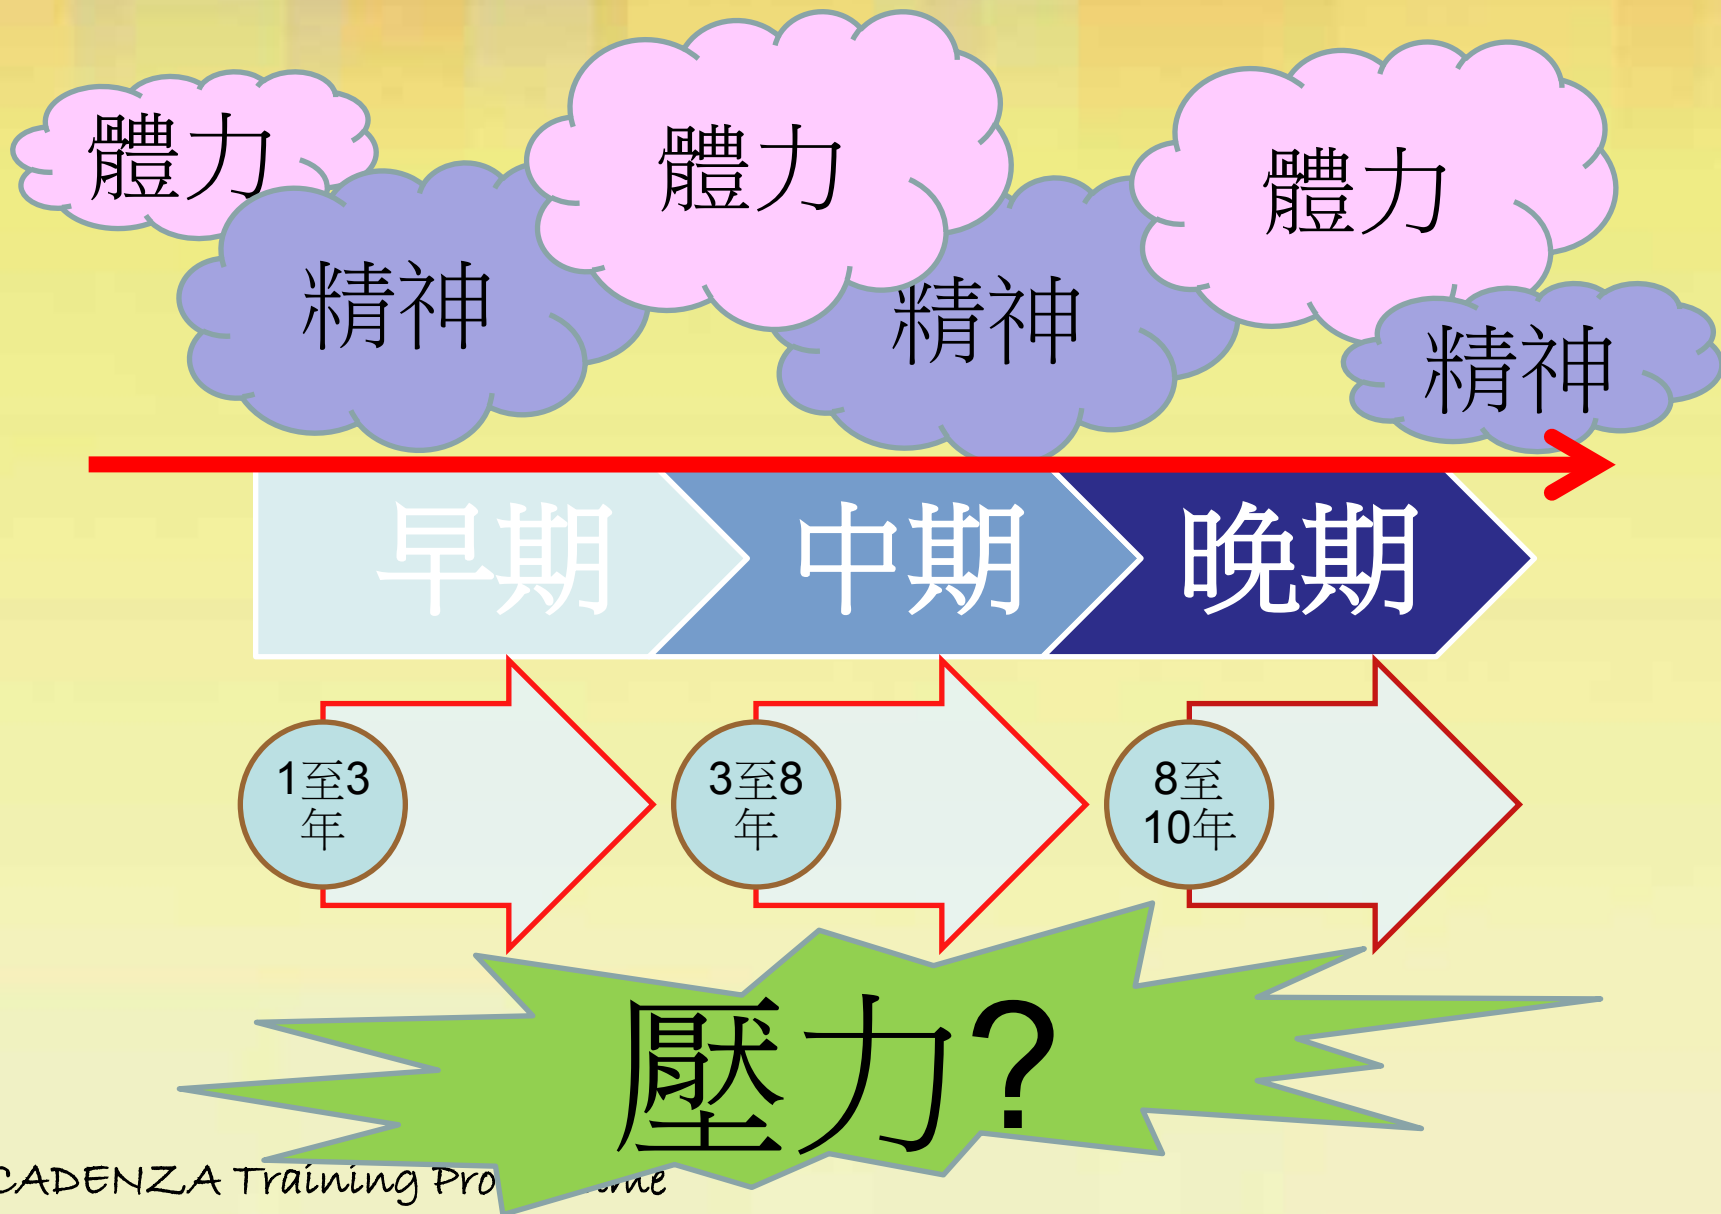 體力
體力
體力
精神
精神
精神
早期
中期
晚期
1至3
年
3至8
年
8至
10年
壓力?
CADENZA Training Pro